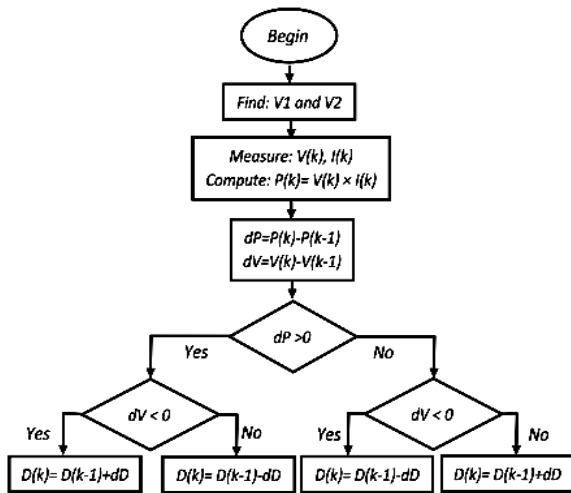 Begin
Find: V1 and V2
Measure: V(k), I(k)
Compute: P(k)= V(k) × I(k)
dP=P(k)-P(k-1)
dV=V(k)-V(k-1)
dP >0
Yes
No
dV < 0
dV < 0
Yes
No
Yes
No
D(k)= D(k-1)+dD
D(k)= D(k-1)-dD
D(k)= D(k-1)-dD
D(k)= D(k-1)+dD